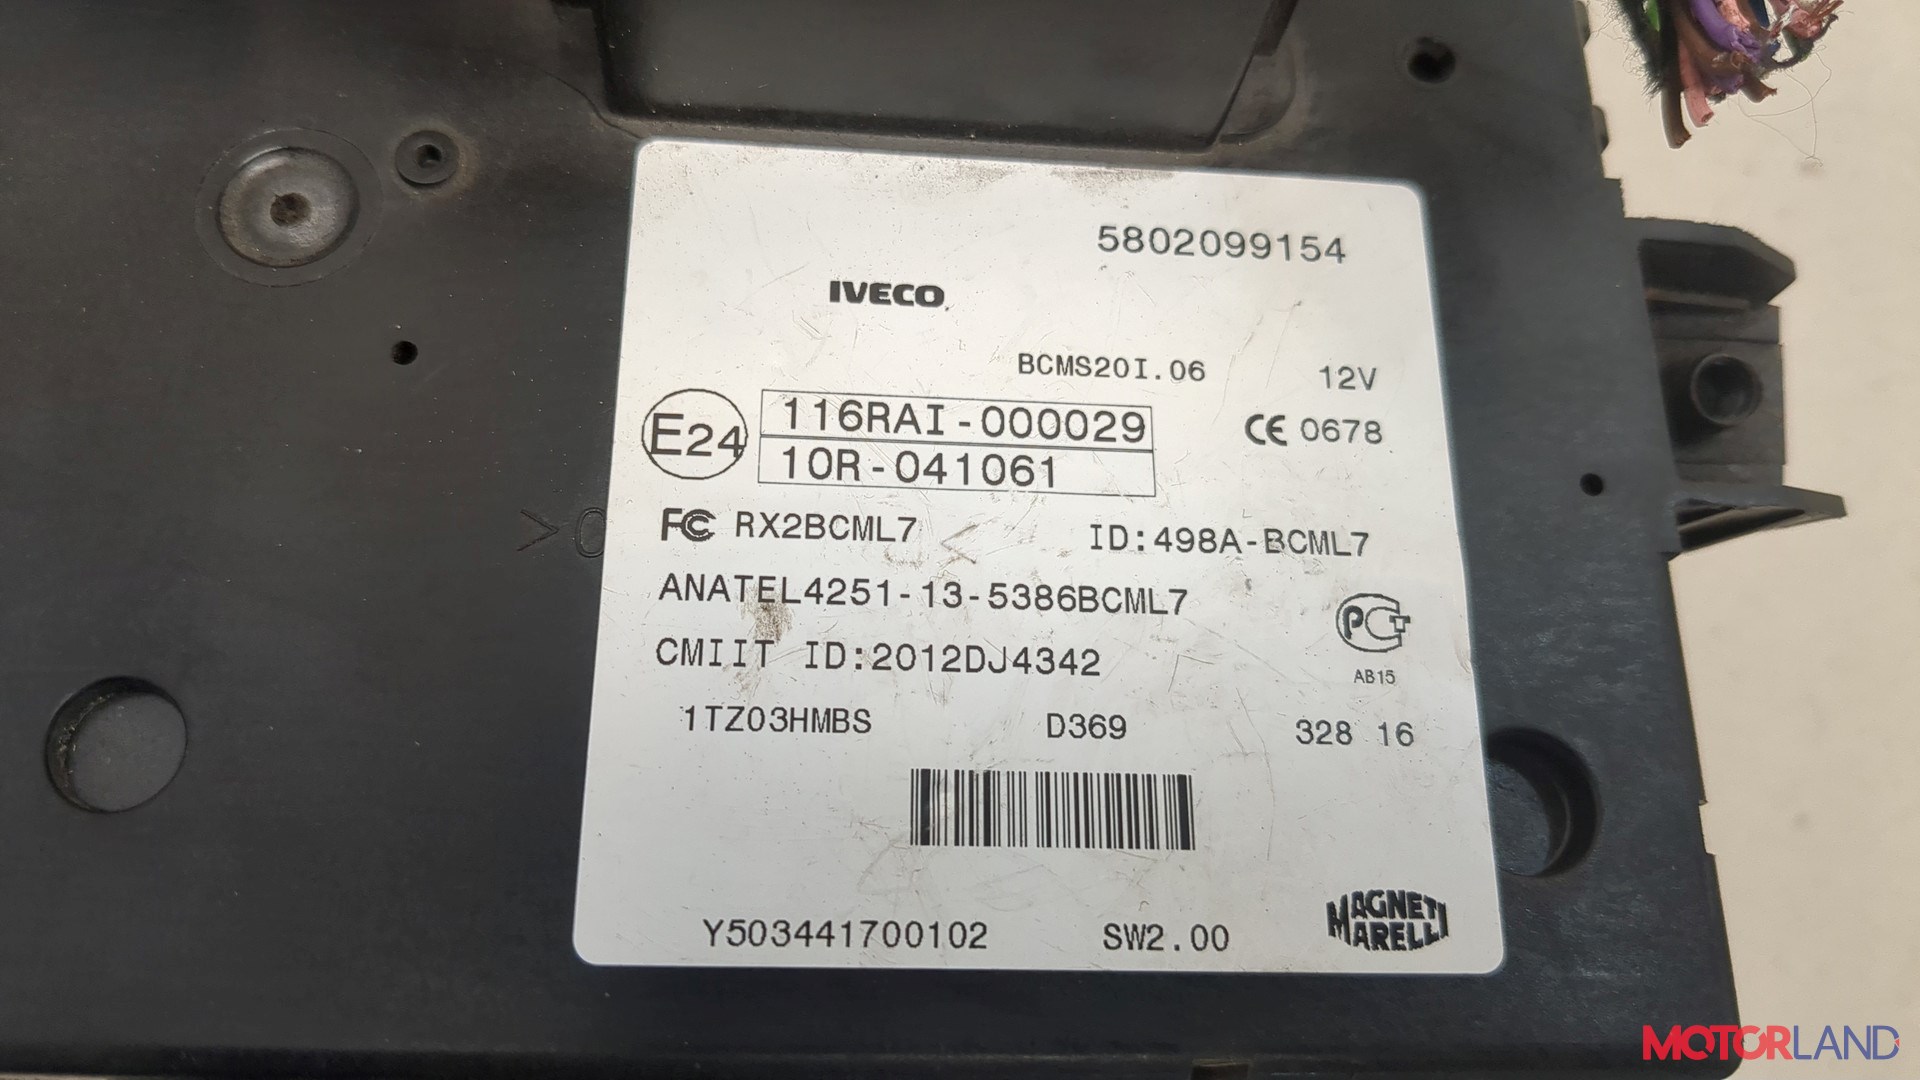 5802099154
IVECO
BCMS20I.06 12V
E24 116RAI-000029 CE 0678
10R-041061
FC RX2BCML7 ID:498A-BCML7
ANATEL4251-13-5386BCML7
PCT
CMIIT ID:2012DJ4342 AB15
1TZ03HMBS D369 328 16
Y503441700102 SW2.00 MAGNETI MARELLI
MOTORLAND